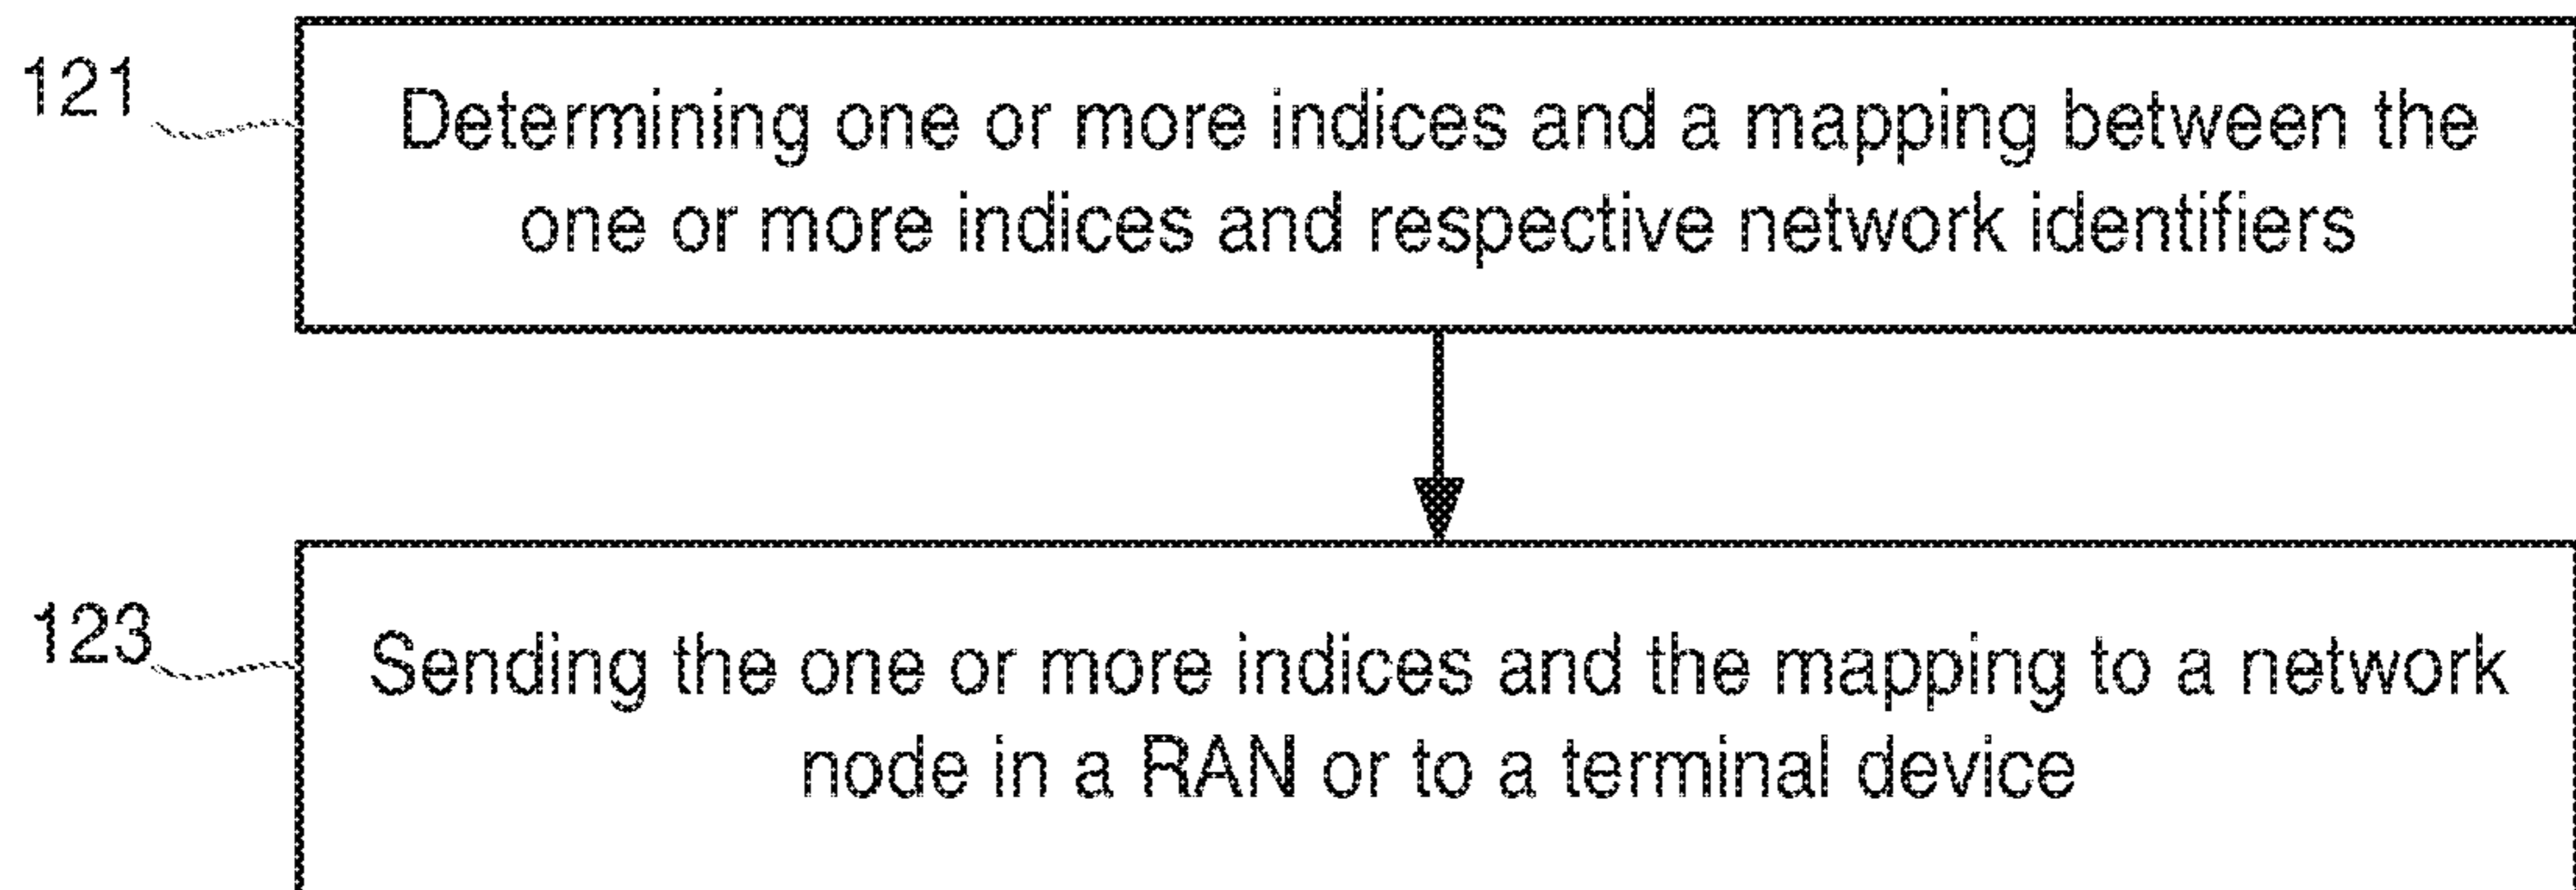 121
Determining one or more indices and a mapping between the
one or more indices and respective network identifiers
123
Sending the one or more indices and the mapping to a network
node in a RAN or to a terminal device